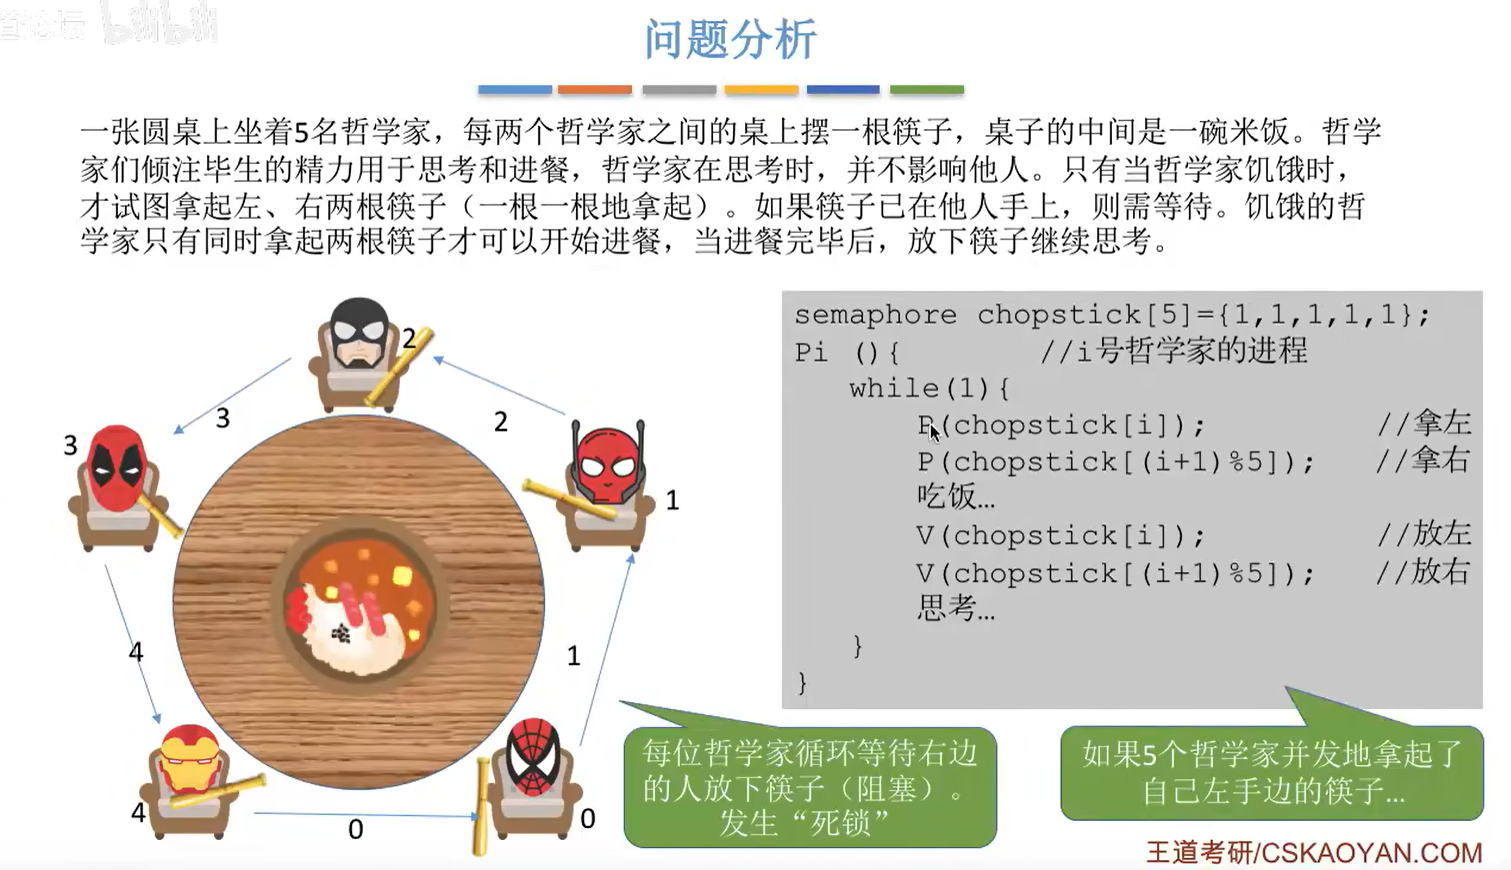 bilibili
问题分析
一张圆桌上坐着5名哲学家，每两个哲学家之间的桌上摆一根筷子，桌子的中间是一碗米饭。哲学
家们倾注毕生的精力用于思考和进餐，哲学家在思考时，并不影响他人。只有当哲学家饥饿时，
才试图拿起左、右两根筷子（一根一根地拿起）。如果筷子已在他人手上，则需等待。饥饿的哲
学家只有同时拿起两根筷子才可以开始进餐，当进餐完毕后，放下筷子继续思考。
2
3
2
3
1
4
1
4
0
0
semaphore chopstick[5]={1,1,1,1,1};
Pi (){ //i号哲学家的进程
while(1){
P(chopstick[i]); //拿左
P(chopstick[(i+1)%5]); //拿右
吃饭…
V(chopstick[i]); //放左
V(chopstick[(i+1)%5]); //放右
思考…
}
}
每位哲学家循环等待右边
的人放下筷子（阻塞）。
发生“死锁”
如果5个哲学家并发地拿起了
自己左手边的筷子…
王道考研/CSKAOYAN.COM